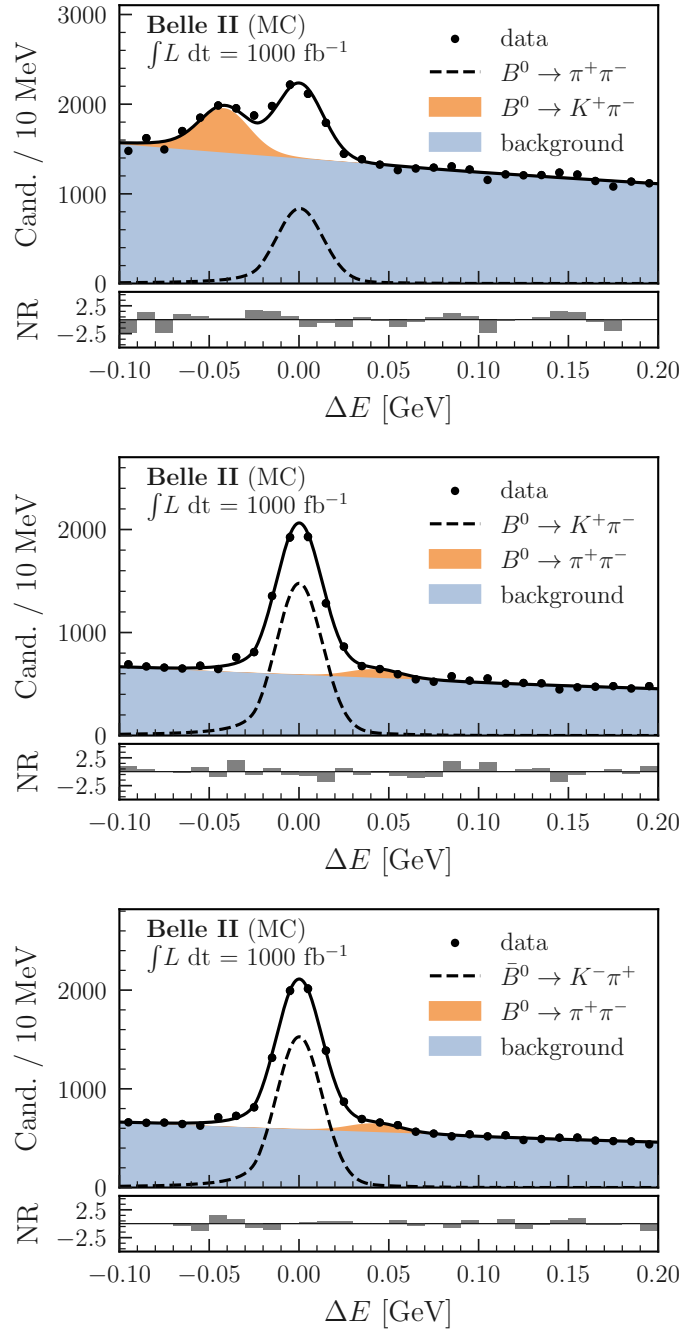 3000
2000
1000
0
Cand. / 10 MeV
Belle II (MC)
∫L dt = 1000 fb⁻¹
data
B⁰ → π⁺π⁻
B⁰ → K⁺π⁻
background
NR
2.5
−2.5
−0.10 −0.05 0.00 0.05 0.10 0.15 0.20
ΔE [GeV]
2000
1000
0
Cand. / 10 MeV
Belle II (MC)
∫L dt = 1000 fb⁻¹
data
B⁰ → K⁺π⁻
B⁰ → π⁺π⁻
background
NR
2.5
−2.5
−0.10 −0.05 0.00 0.05 0.10 0.15 0.20
ΔE [GeV]
2000
1000
0
Cand. / 10 MeV
Belle II (MC)
∫L dt = 1000 fb⁻¹
data
B̄⁰ → K⁻π⁺
B⁰ → π⁺π⁻
background
NR
2.5
−2.5
−0.10 −0.05 0.00 0.05 0.10 0.15 0.20
ΔE [GeV]